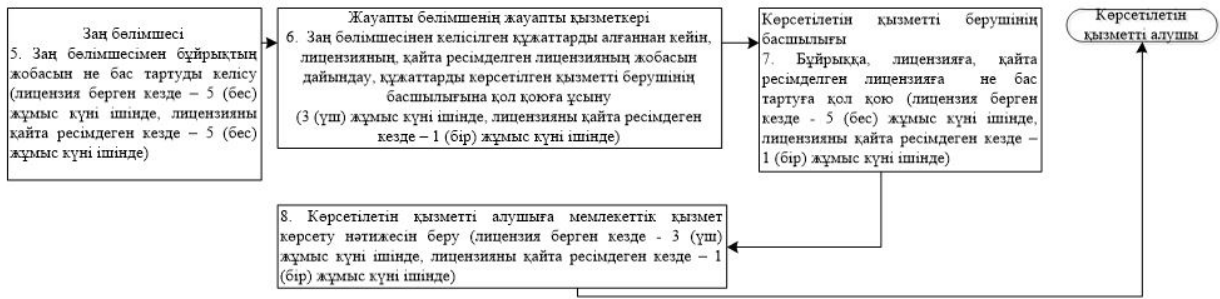 Заң бөлімшесі
5. Заң бөлімшесімен бұйрықтың
жобасын не бас тартуды келісу
(лицензия берген кезде – 5 (бес)
жұмыс күні ішінде, лицензияны
қайта ресімдеген кезде – 5 (бес)
жұмыс күні ішінде)
Жауапты бөлімшенің жауапты қызметкері
6. Заң бөлімшесінен келісілген құжаттарды алғаннан кейін,
лицензияның, қайта ресімделген лицензияның жобасын
дайындау, құжаттарды көрсетілген қызметті берушінің
басшылығына қол қоюға ұсыну
(3 (үш) жұмыс күні ішінде, лицензияны қайта ресімдеген
кезде – 1 (бір) жұмыс күні ішінде)
Көрсетілетін қызметті берушінің
басшылығы
7. Бұйрыққа, лицензияға, қайта
ресімделген лицензияға не бас
тартуға қол қою (лицензия берген
кезде - 5 (бес) жұмыс күні ішінде,
лицензияны қайта ресімдеген кезде –
1 (бір) жұмыс күні ішінде)
Көрсетілетін
қызметті алушы
8. Көрсетілетін қызметті алушыға мемлекеттік қызмет
көрсету нәтижесін беру (лицензия берген кезде - 3 (үш)
жұмыс күні ішінде, лицензияны қайта ресімдеген кезде – 1
(бір) жұмыс күні ішінде)